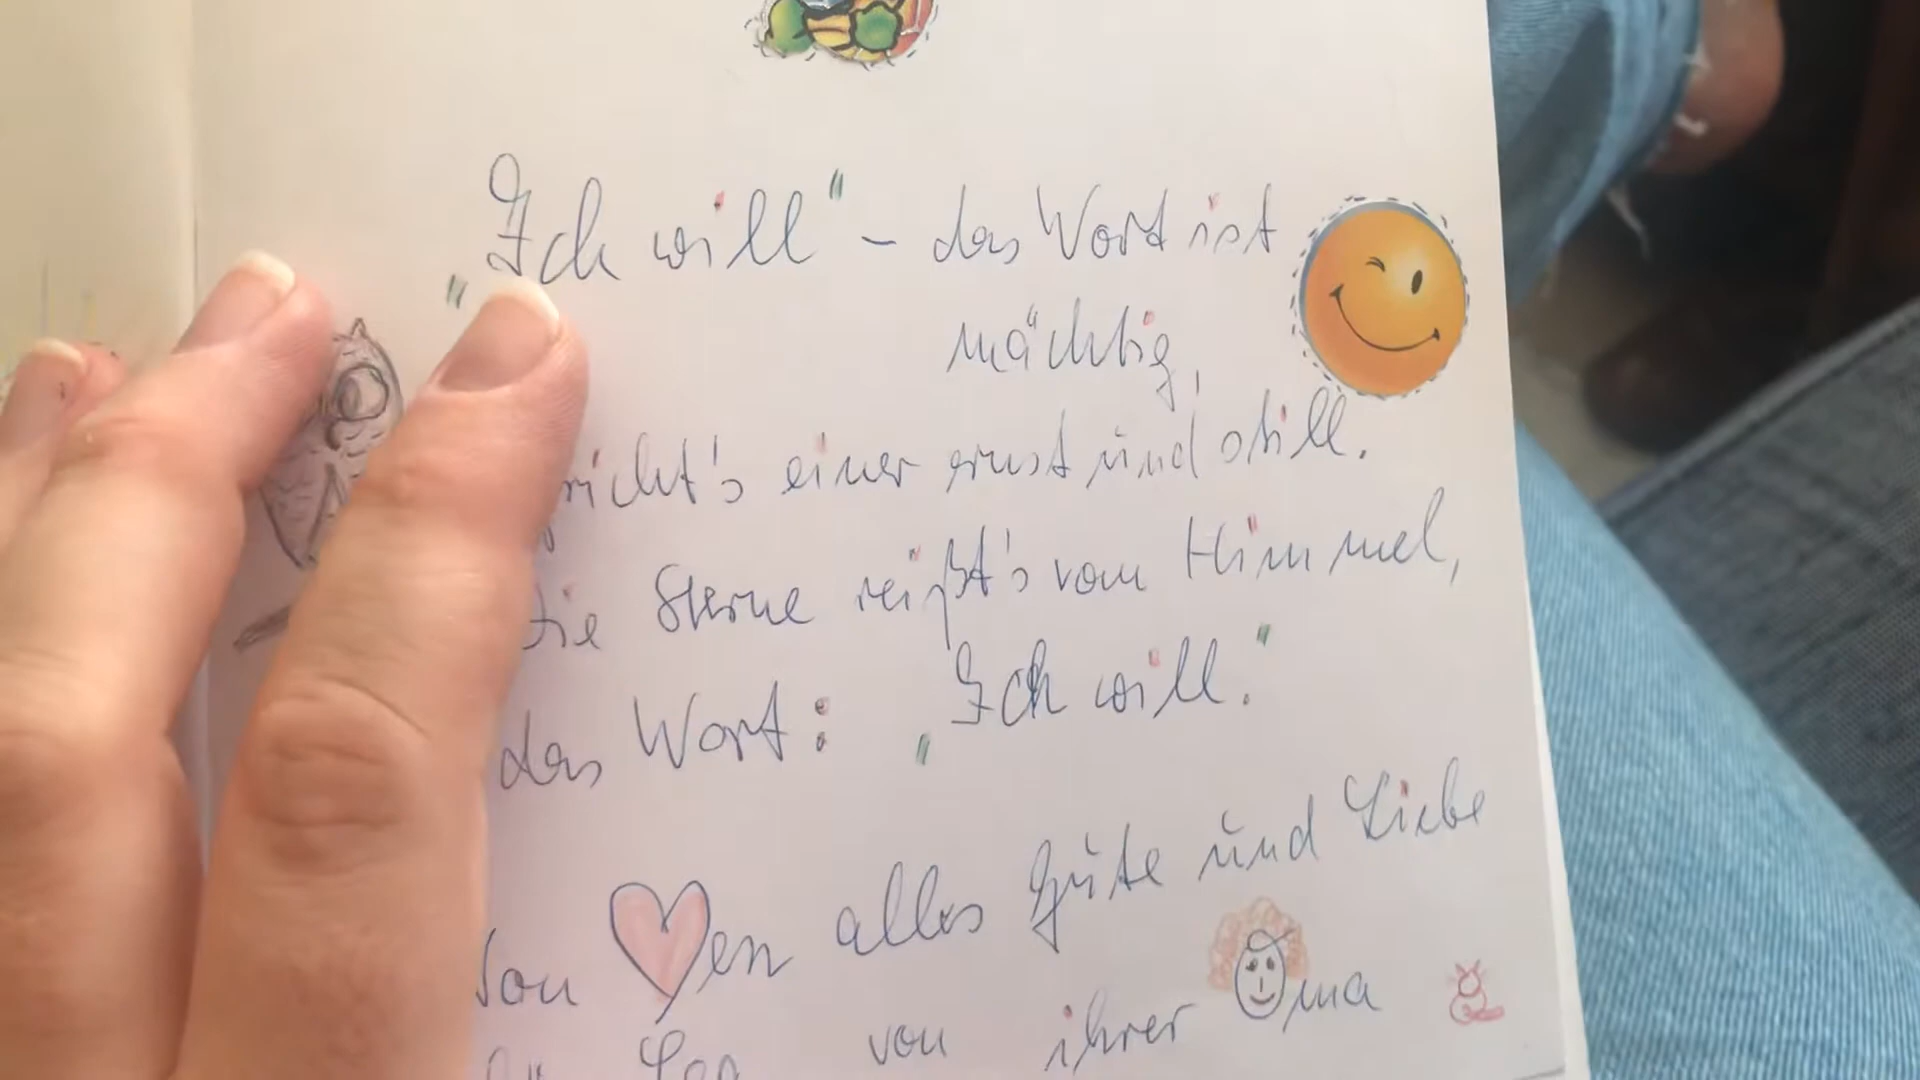 „Ich will" – das Wort ist
mächtig,
richt's einer ernst und still.
Die Sterne reißt's vom Himmel,
das Wort: „Ich will."
Von en alles Gute und Liebe
von ihrer Oma